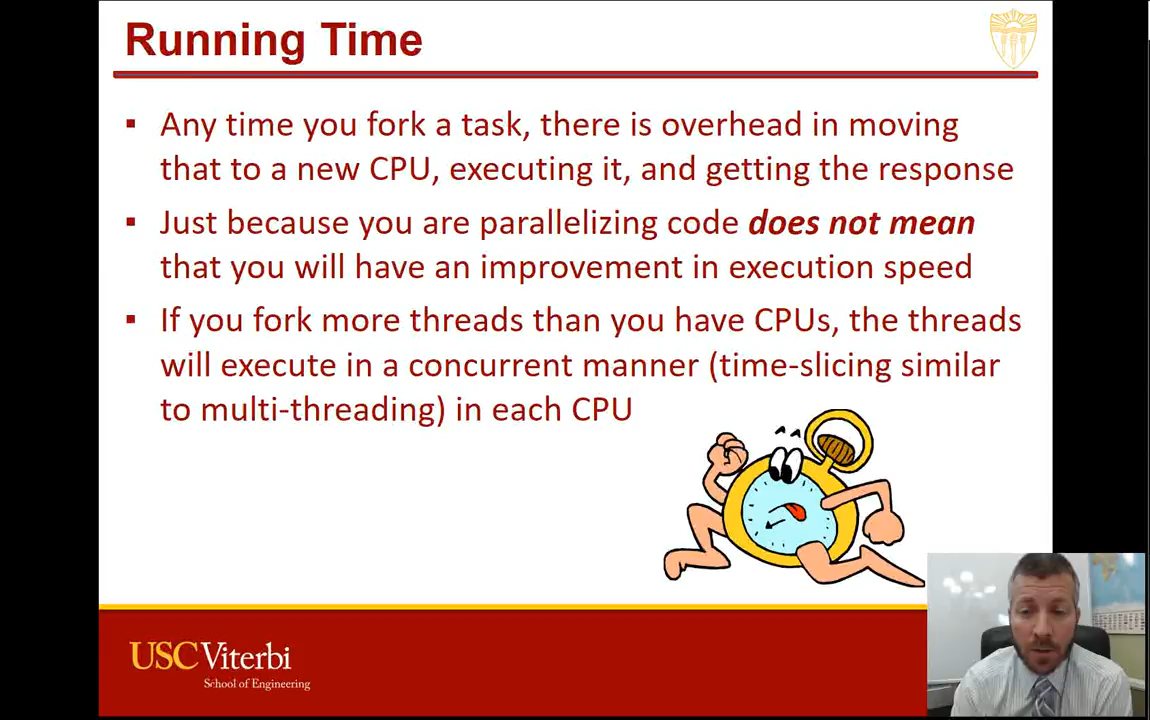 Running Time
▪ Any time you fork a task, there is overhead in moving
that to a new CPU, executing it, and getting the response
▪ Just because you are parallelizing code does not mean
that you will have an improvement in execution speed
▪ If you fork more threads than you have CPUs, the threads
will execute in a concurrent manner (time-slicing similar
to multi-threading) in each CPU
USC Viterbi
School of Engineering